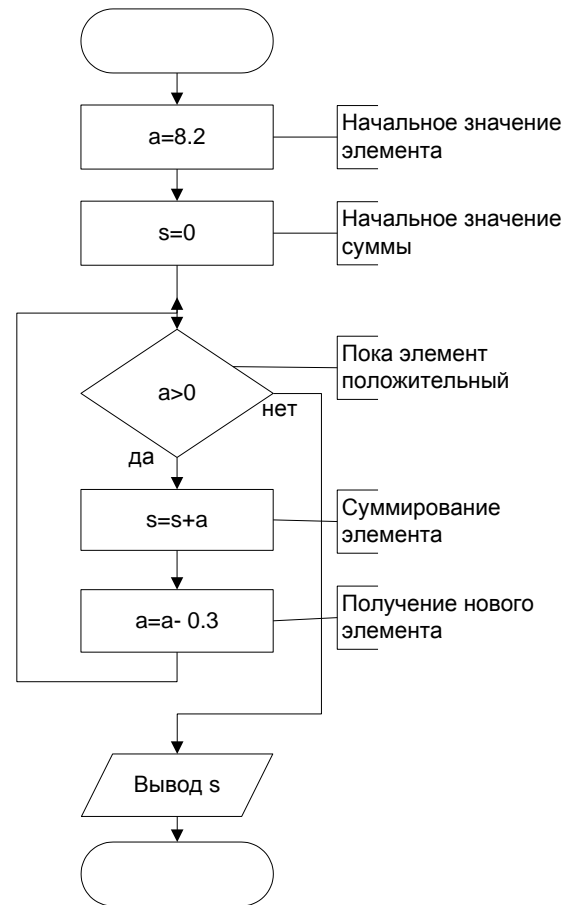 a=8.2
Начальное значение
элемента
s=0
Начальное значение
суммы
a>0
Пока элемент
положительный
нет
да
s=s+a
Суммирование
элемента
a=a- 0.3
Получение нового
элемента
Вывод s